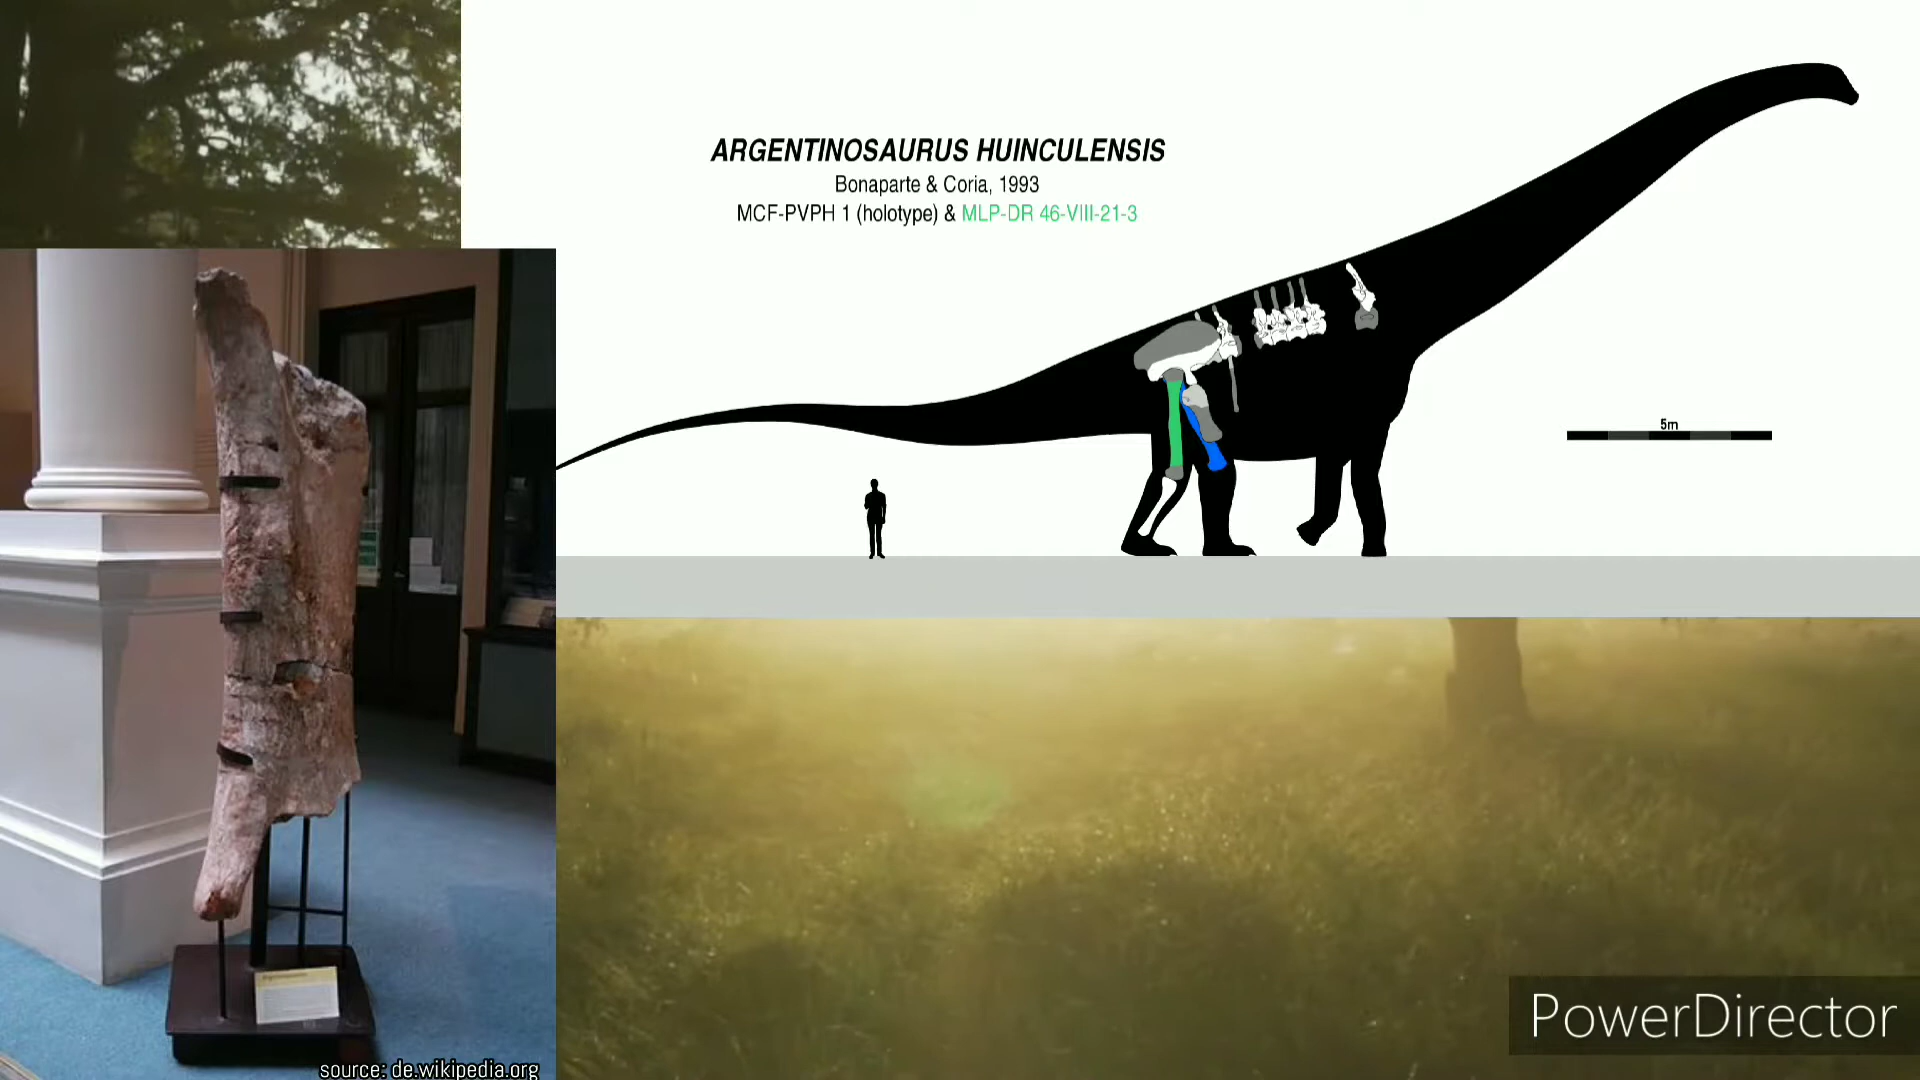 ARGENTINOSAURUS HUINCULENSIS
Bonaparte & Coria, 1993
MCF-PVPH 1 (holotype) & MLP-DR 46-VIII-21-3
5m
source: de.wikipedia.org
PowerDirector